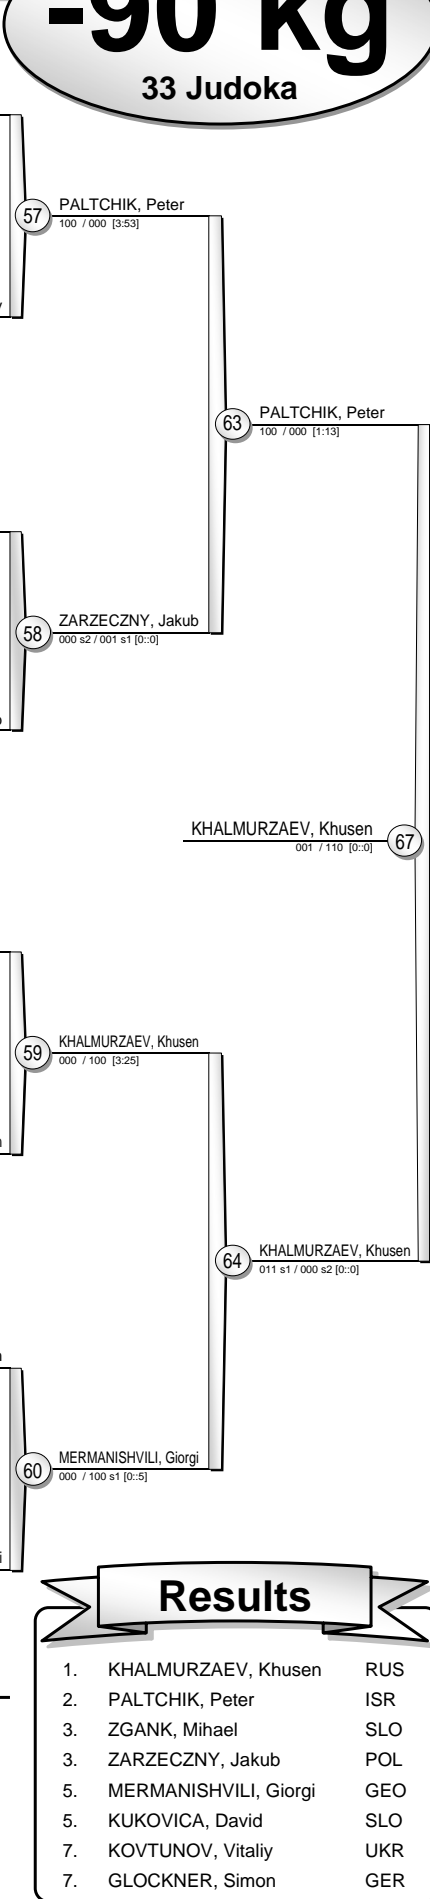 -90 kg
33 Judoka
57
PALTCHIK, Peter
100 / 000 [3:53]
63
PALTCHIK, Peter
100 / 000 [1:13]
58
ZARZECZNY, Jakub
000 s2 / 001 s1 [0::0]
KHALMURZAEV, Khusen
001 / 110 [0::0]
67
59
KHALMURZAEV, Khusen
000 / 100 [3:25]
64
KHALMURZAEV, Khusen
011 s1 / 000 s2 [0::0]
60
MERMANISHVILI, Giorgi
000 / 100 s1 [0::5]
Results
1. KHALMURZAEV, Khusen RUS
2. PALTCHIK, Peter ISR
3. ZGANK, Mihael SLO
3. ZARZECZNY, Jakub POL
5. MERMANISHVILI, Giorgi GEO
5. KUKOVICA, David SLO
7. KOVTUNOV, Vitaliy UKR
7. GLOCKNER, Simon GER